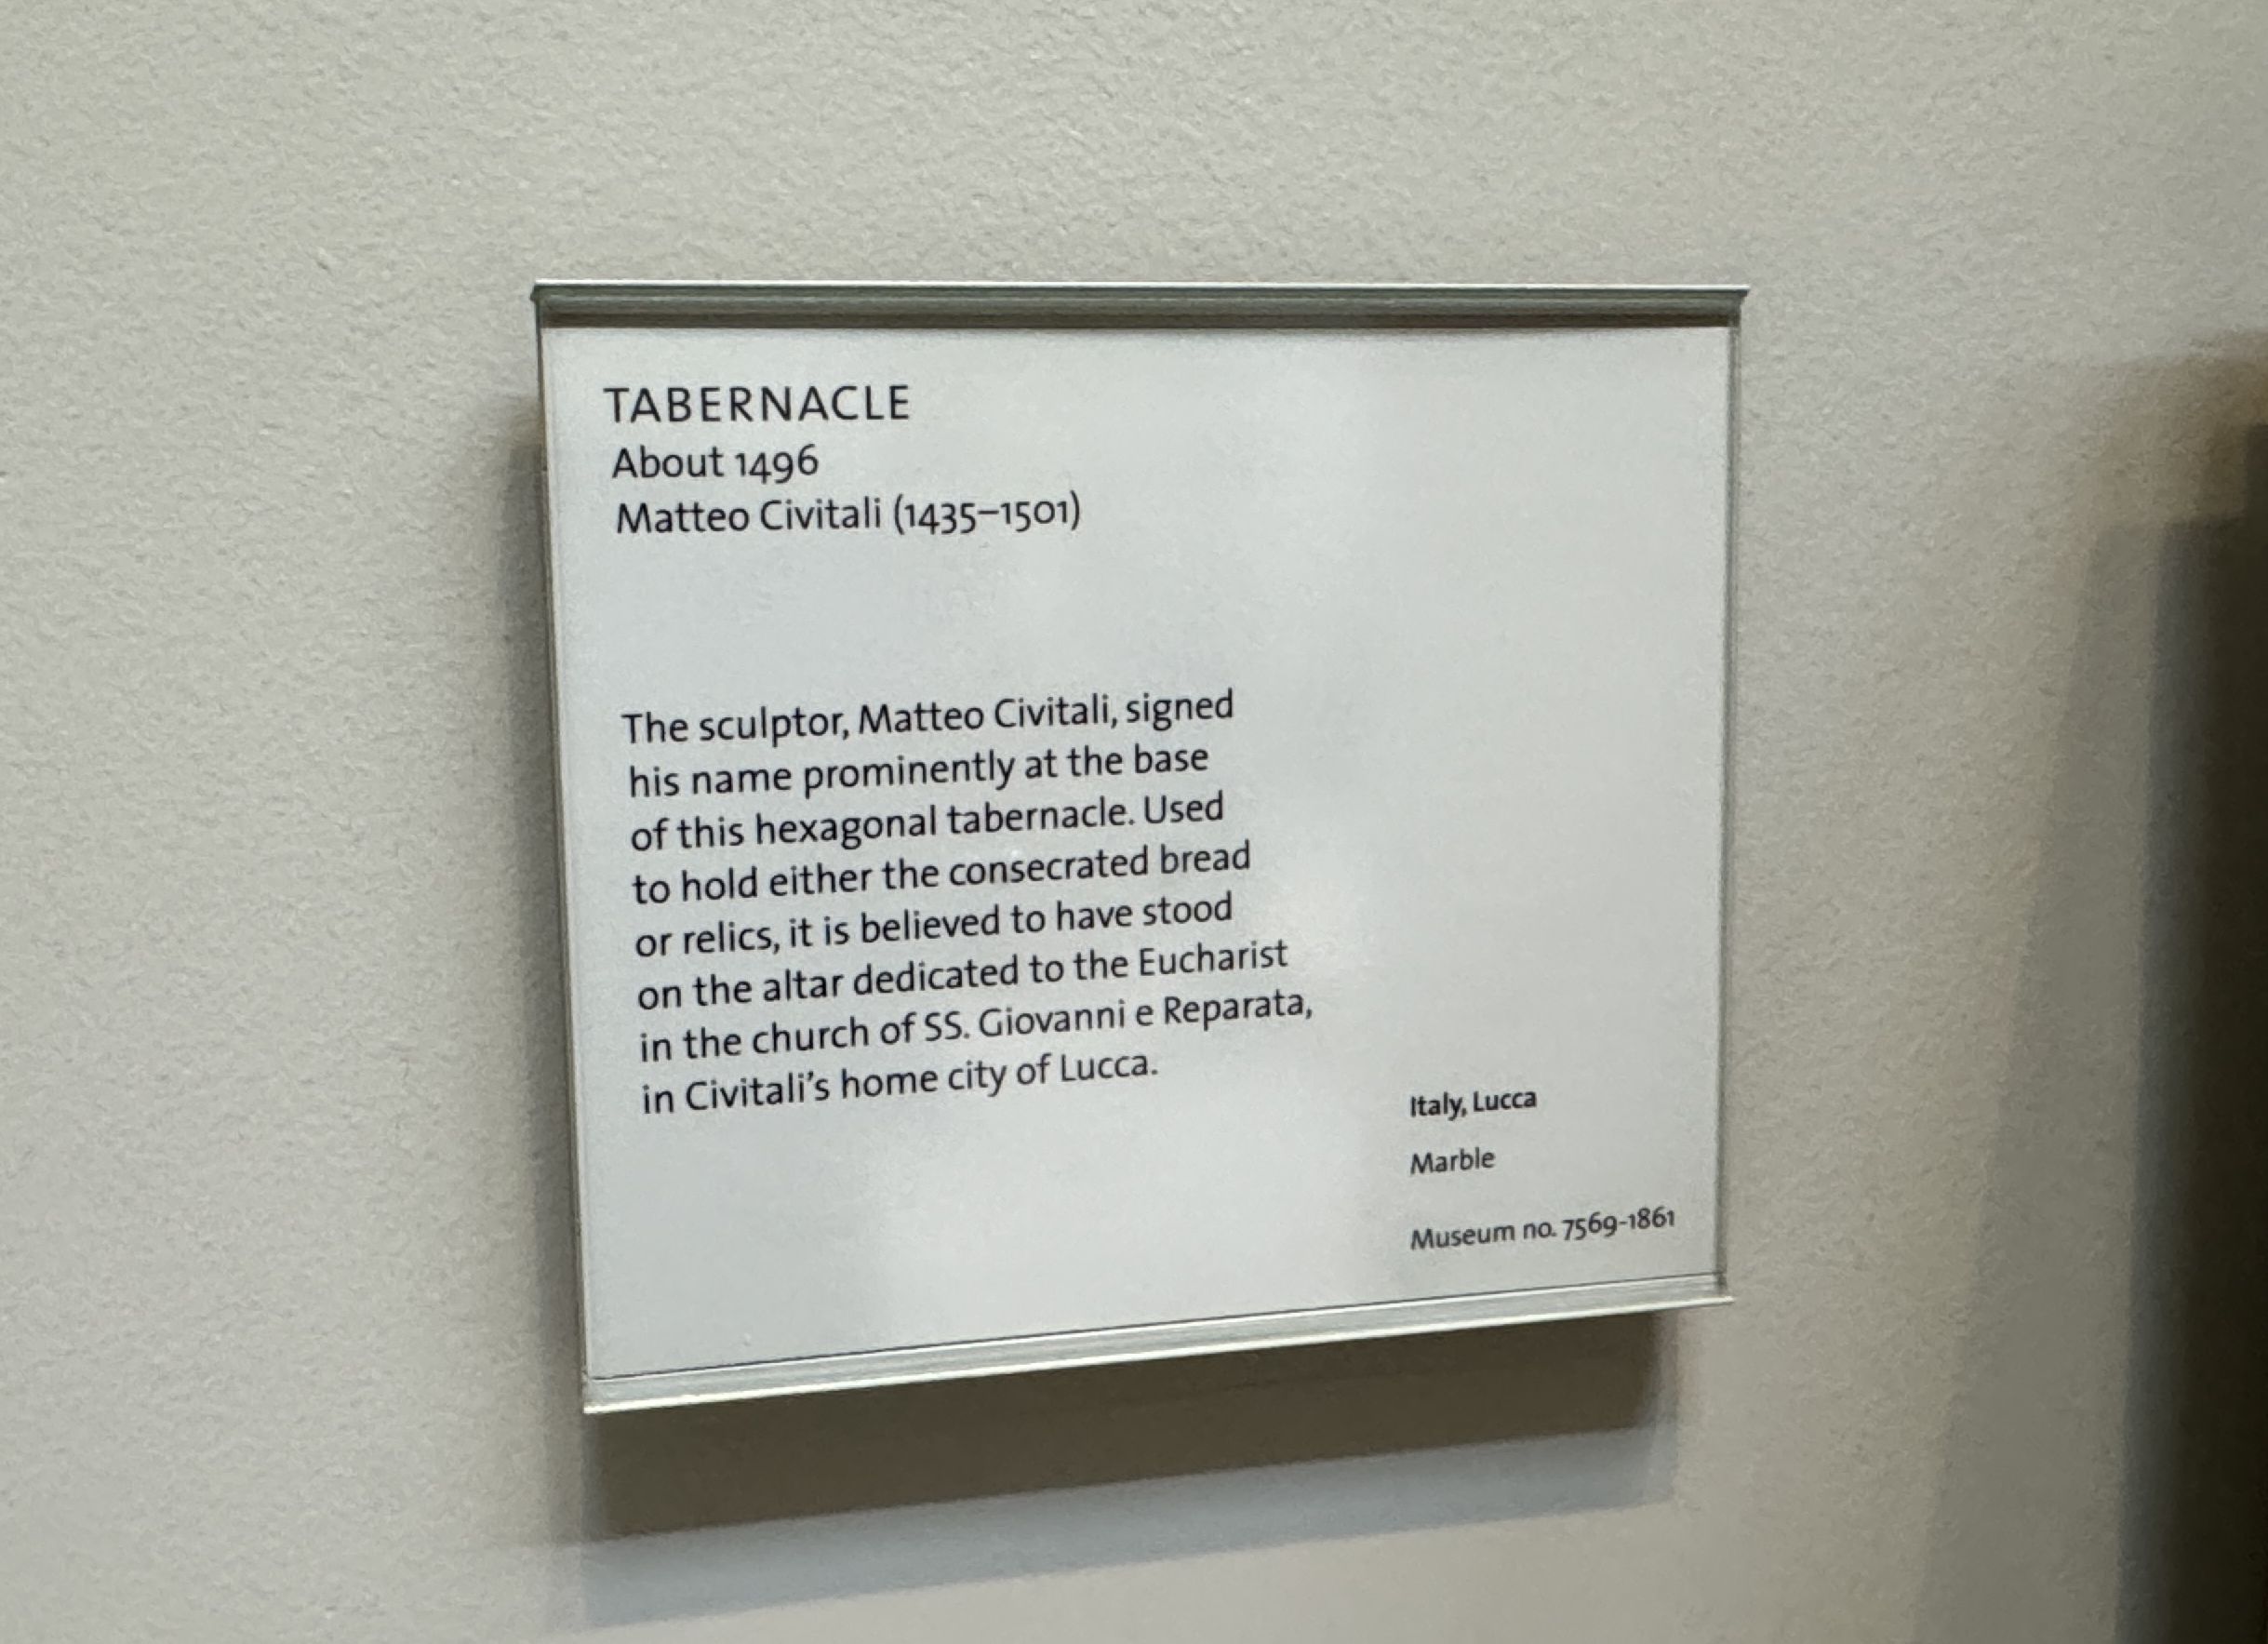 TABERNACLE
About 1496
Matteo Civitali (1435–1501)
The sculptor, Matteo Civitali, signed
his name prominently at the base
of this hexagonal tabernacle. Used
to hold either the consecrated bread
or relics, it is believed to have stood
on the altar dedicated to the Eucharist
in the church of SS. Giovanni e Reparata,
in Civitali’s home city of Lucca.
Italy, Lucca
Marble
Museum no. 7569-1861